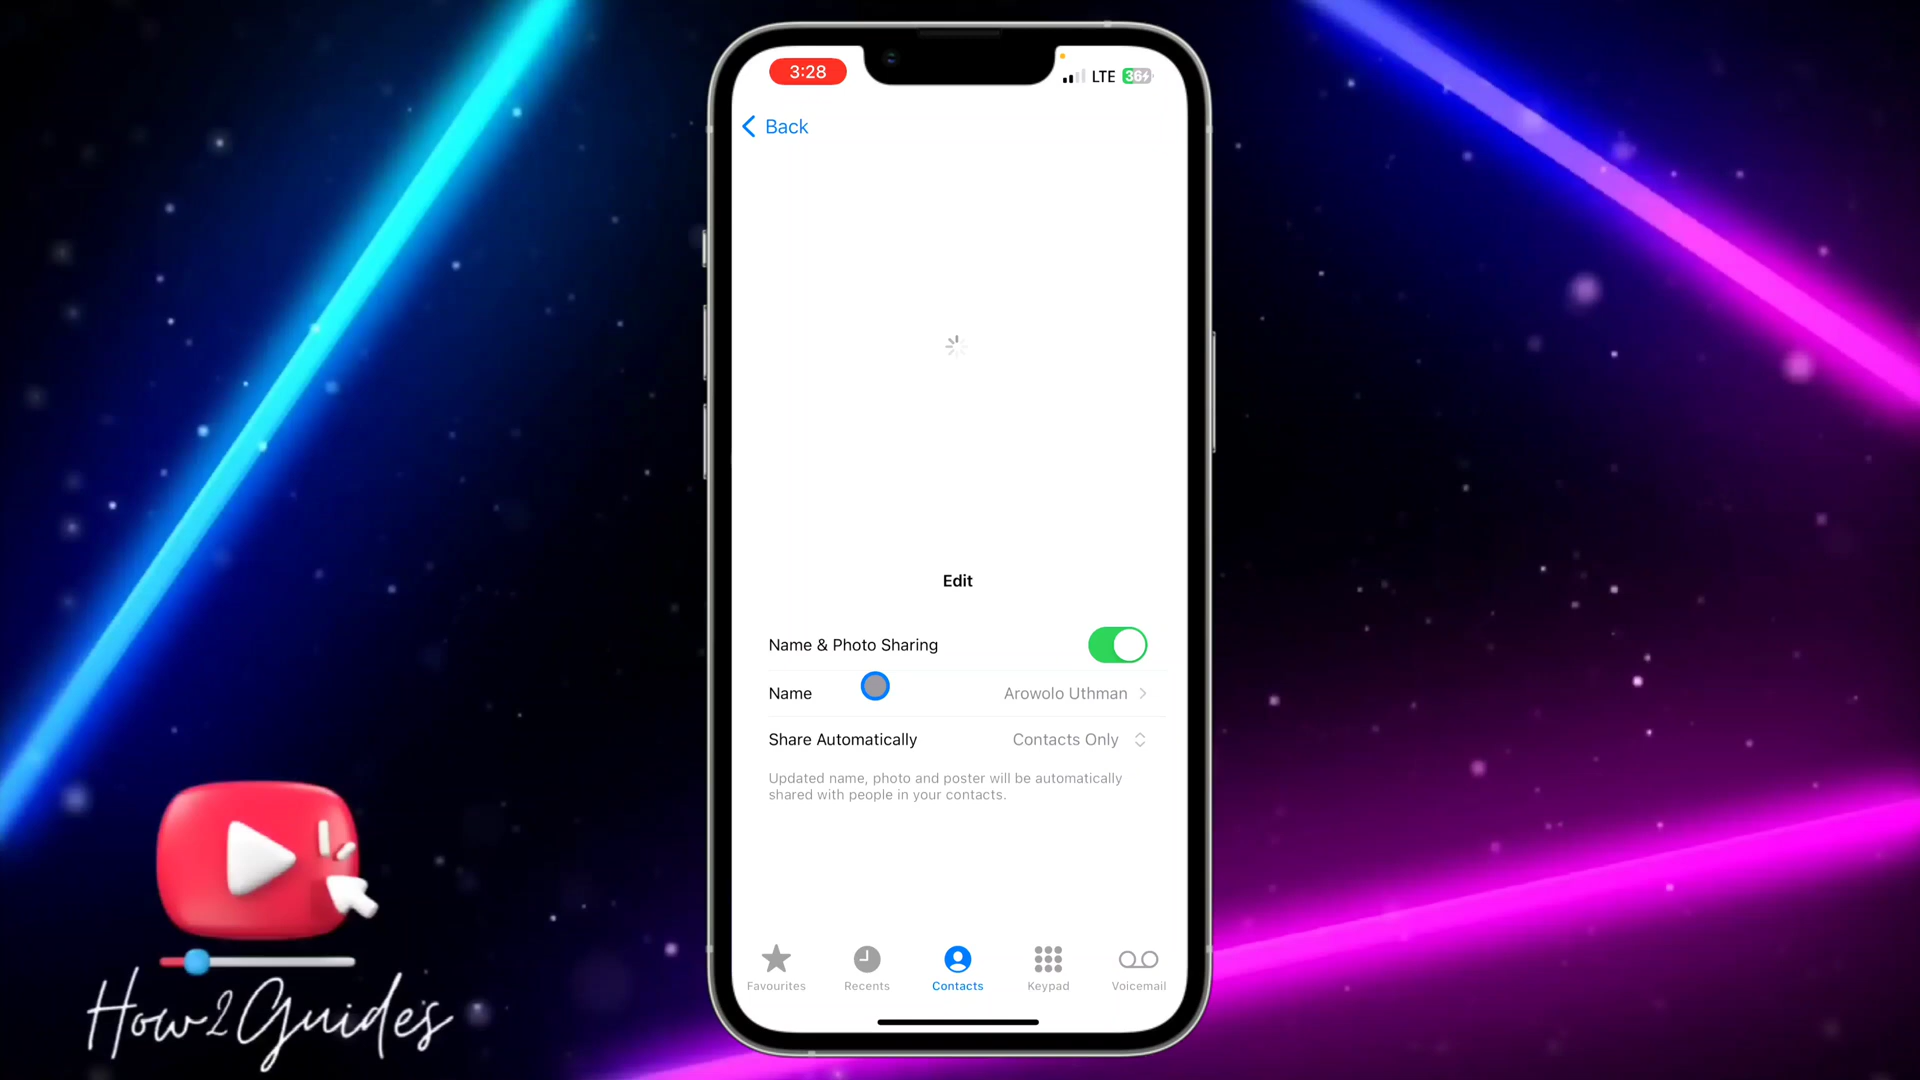 3:28
LTE 36
Back
Edit
Name & Photo Sharing
Name Arowolo Uthman
Share Automatically Contacts Only
Updated name, photo and poster will be automatically
shared with people in your contacts.
Favourites Recents Contacts Keypad Voicemail
How2Guides